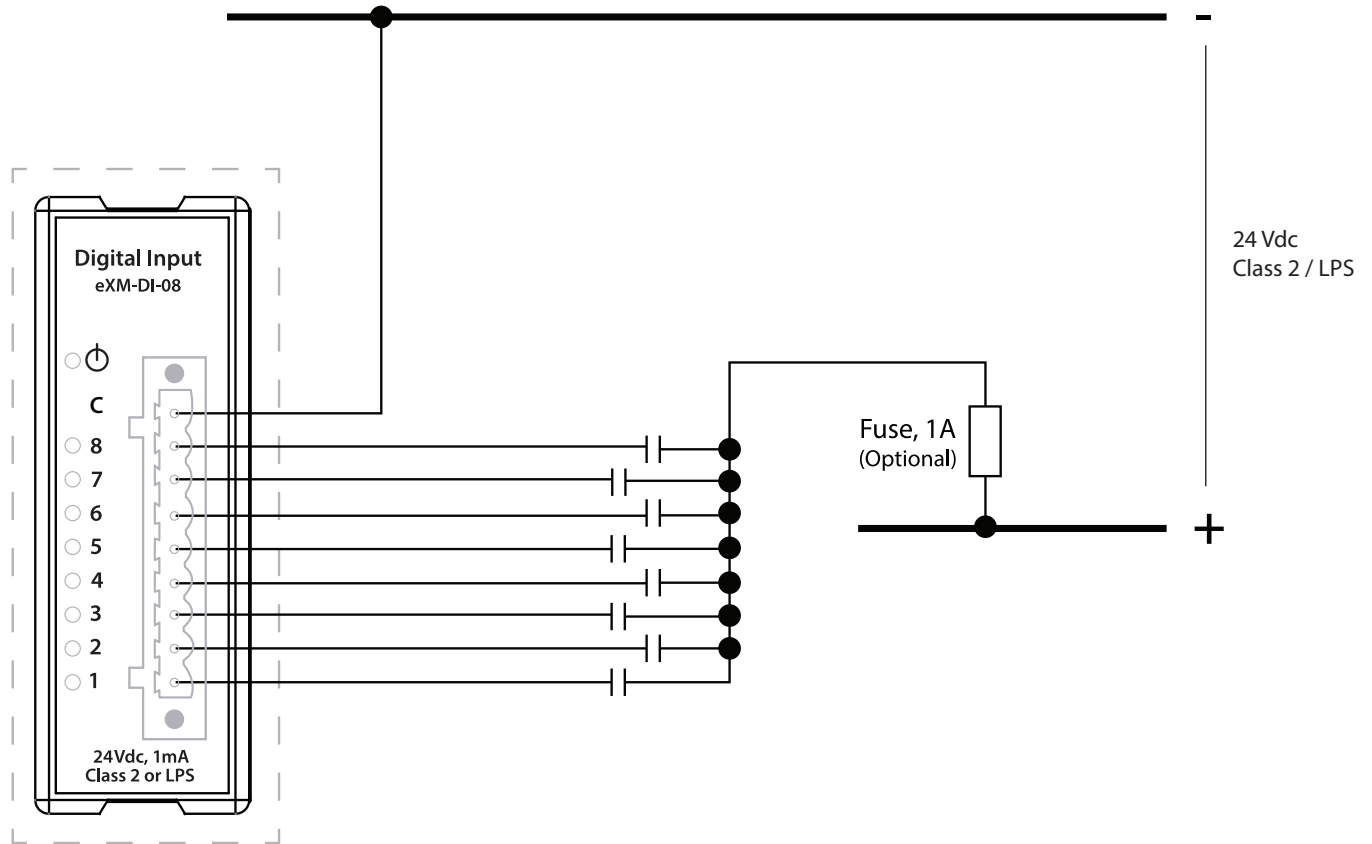 -
24 Vdc
Class 2 / LPS
Digital Input
eXM-DI-08
C
8
7
6
5
4
3
2
1
24Vdc, 1mA
Class 2 or LPS
Fuse, 1A
(Optional)
+